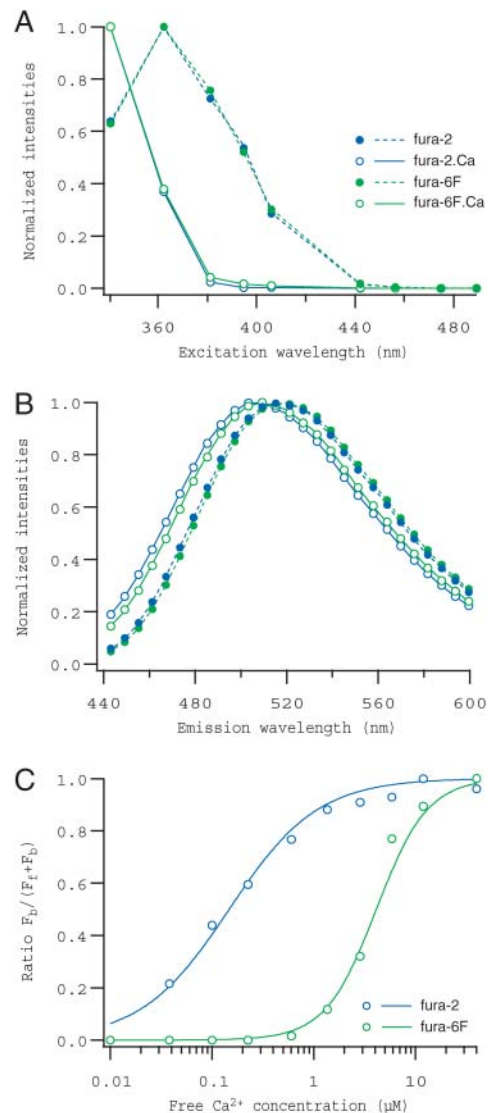 A
1.0
0.8
0.6
0.4
0.2
0.0
Normalized intensities
fura-2
fura-2.Ca
fura-6F
fura-6F.Ca
360 400 440 480
Excitation wavelength (nm)
B
1.0
0.8
0.6
0.4
0.2
0.0
Normalized intensities
440 480 520 560 600
Emission wavelength (nm)
C
1.0
0.8
0.6
0.4
0.2
0.0
Ratio Fb/(Ff+Fb)
fura-2
fura-6F
0.01 0.1 1 10
Free Ca²⁺ concentration (µM)